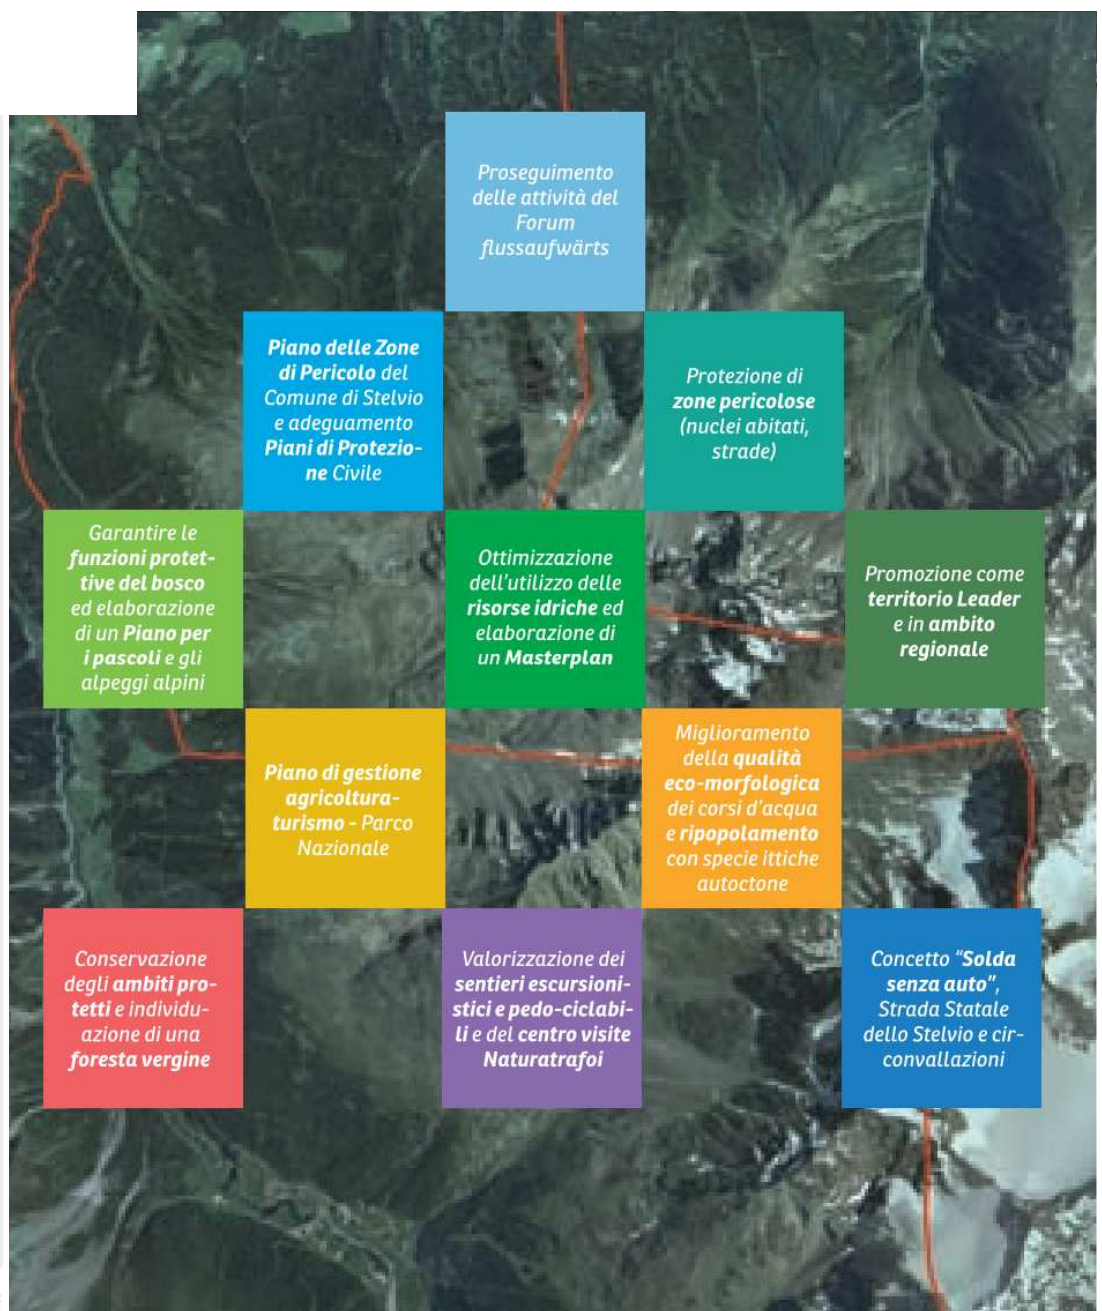 Proseguimento
delle attività del
Forum
flussaufwärts
Piano delle Zone
di Pericolo del
Comune di Stelvio
e adeguamento
Piani di Protezio-
ne Civile
Protezione di
zone pericolose
(nuclei abitati,
strade)
Garantire le
funzioni protet-
tive del bosco
ed elaborazione
di un Piano per
i pascoli e gli
alpeggi alpini
Ottimizzazione
dell'utilizzo delle
risorse idriche ed
elaborazione di
un Masterplan
Promozione come
territorio Leader
e in ambito
regionale
Piano di gestione
agricoltura-
turismo - Parco
Nazionale
Miglioramento
della qualità
eco-morfologica
dei corsi d'acqua
e ripopolamento
con specie ittiche
autoctone
Conservazione
degli ambiti pro-
tetti e individu-
azione di una
foresta vergine
Valorizzazione dei
sentieri escursioni-
stici e pedo-ciclabi-
li e del centro visite
Naturatrafoi
Concetto "Solda
senza auto",
Strada Statale
dello Stelvio e cir-
convallazioni